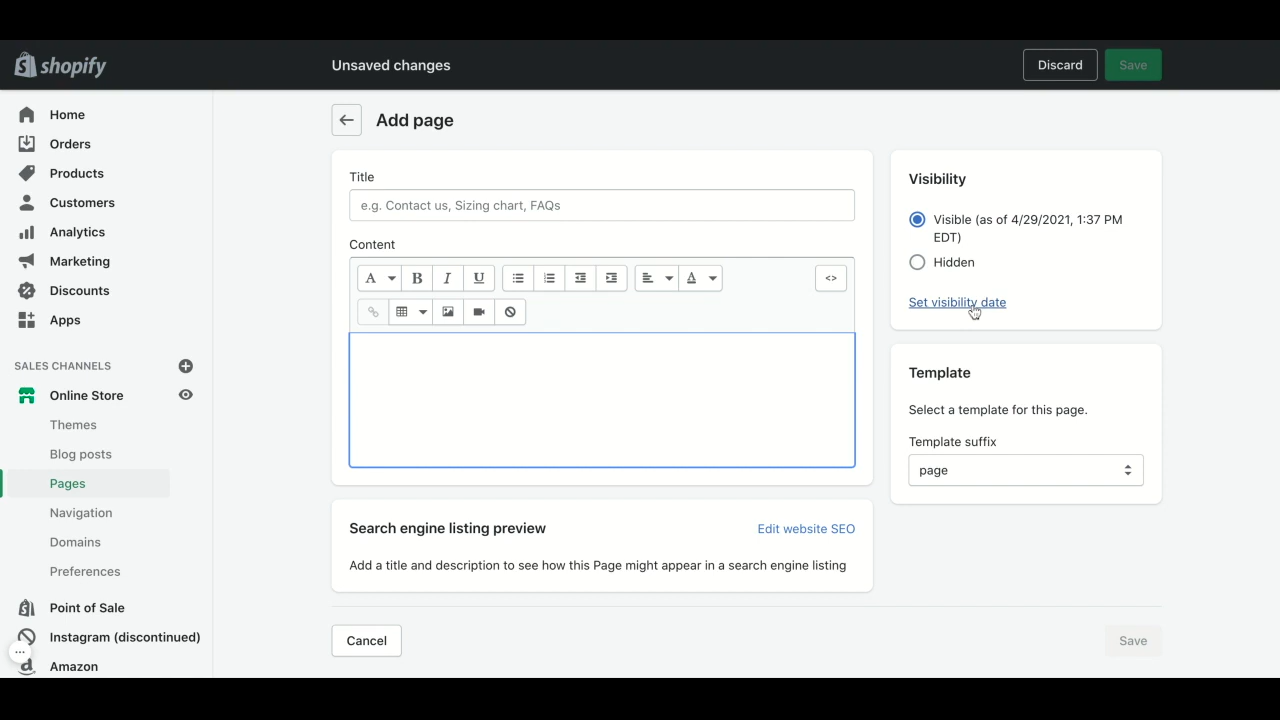 shopify
Unsaved changes
Discard
Save
Home
Orders
Products
Customers
Analytics
Marketing
Discounts
Apps
SALES CHANNELS
Online Store
Themes
Blog posts
Pages
Navigation
Domains
Preferences
Point of Sale
Instagram (discontinued)
Amazon
Add page
Title
e.g. Contact us, Sizing chart, FAQs
Content
A B I U A <>
Search engine listing preview
Edit website SEO
Add a title and description to see how this Page might appear in a search engine listing
Visibility
Visible (as of 4/29/2021, 1:37 PM
EDT)
Hidden
Set visibility date
Template
Select a template for this page.
Template suffix
page
Cancel
Save